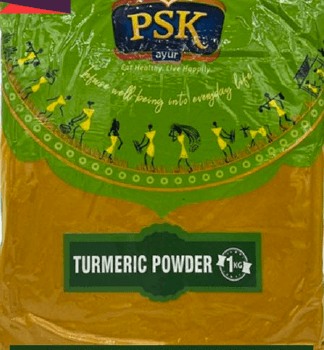 PSK
ayur
Eat Healthy, Live Happily
Infuse well-being into everyday life
TURMERIC POWDER 1 KG